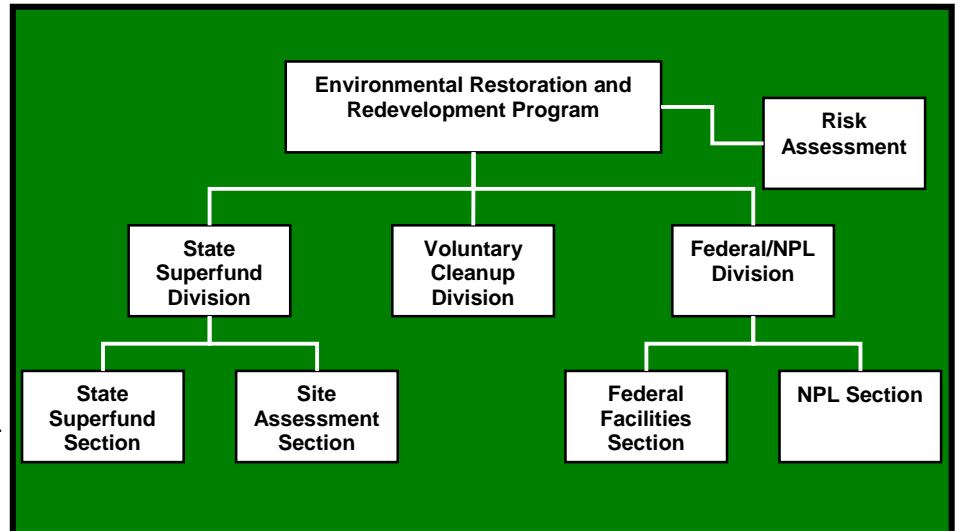 Environmental Restoration and
Redevelopment Program
Risk
Assessment
State
Superfund
Division
Voluntary
Cleanup
Division
Federal/NPL
Division
State
Superfund
Section
Site
Assessment
Section
Federal
Facilities
Section
NPL Section